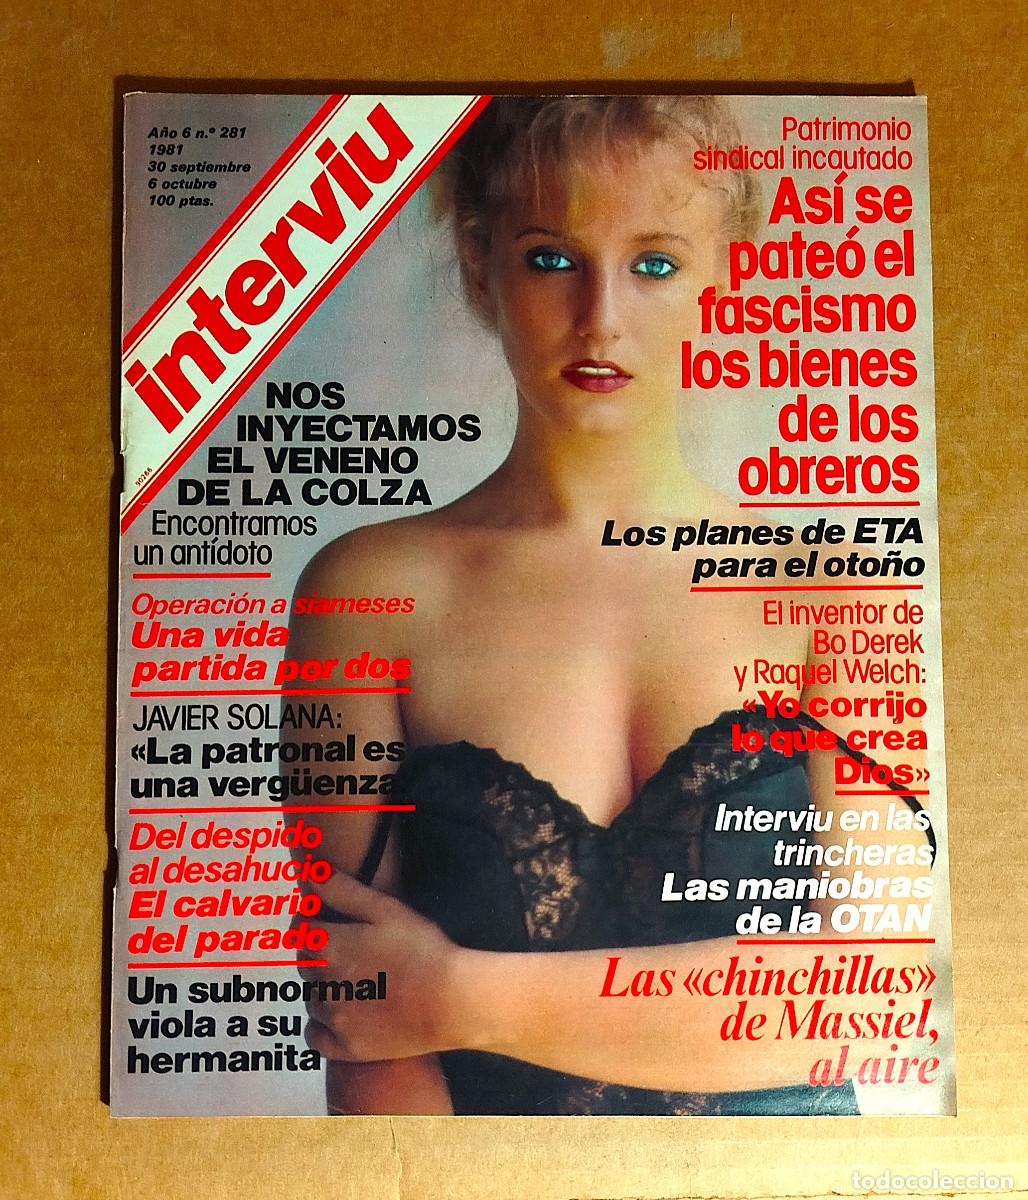 Año 6 n.º 281
1981
30 septiembre
6 octubre
100 ptas.
interviu
90266
NOS
INYECTAMOS
EL VENENO
DE LA COLZA
Encontramos
un antídoto
Operación a siameses
Una vida
partida por dos
JAVIER SOLANA:
«La patronal es
una vergüenza
Del despido
al desahucio
El calvario
del parado
Un subnormal
viola a su
hermanita
Patrimonio
sindical incautado
Así se
pateó el
fascismo
los bienes
de los
obreros
Los planes de ETA
para el otoño
El inventor de
Bo Derek
y Raquel Welch:
«Yo corrijo
lo que crea
Dios»
Interviu en las
trincheras
Las maniobras
de la OTAN
Las «chinchillas»
de Massiel,
al aire
todocoleccion